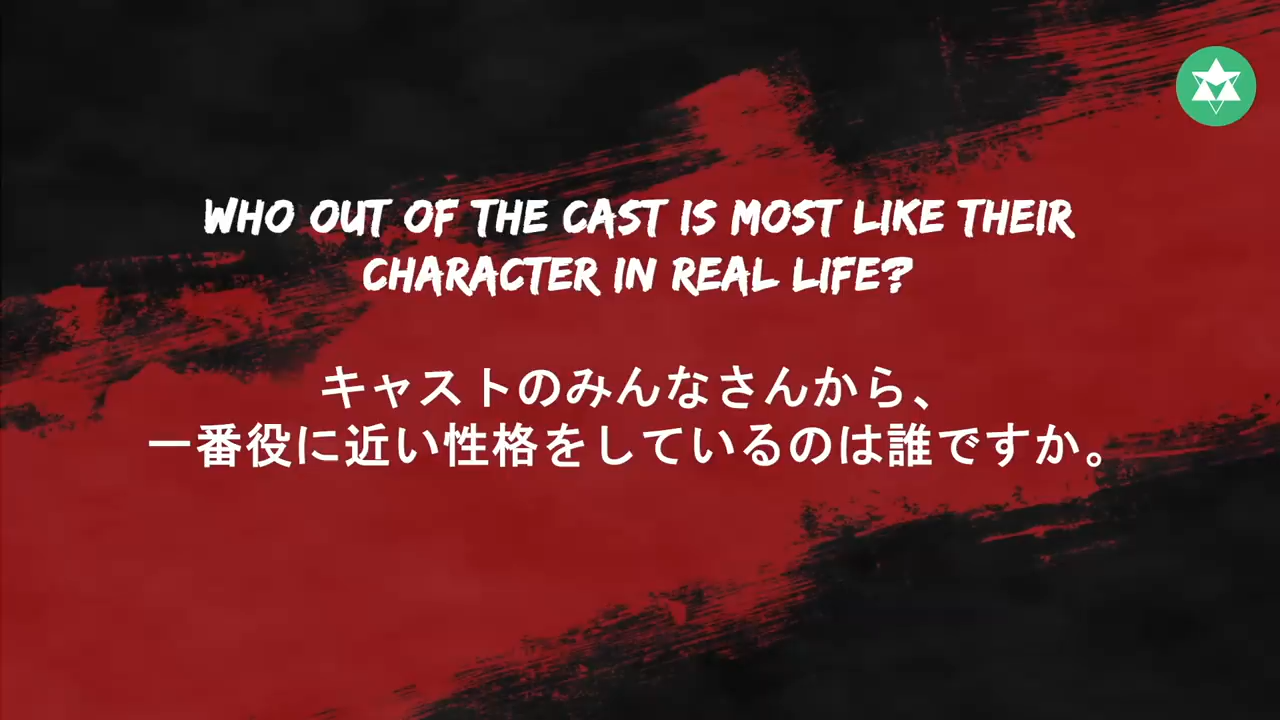 WHO OUT OF THE CAST IS MOST LIKE THEIR
CHARACTER IN REAL LIFE?
キャストのみんなさんから、
一番役に近い性格をしているのは誰ですか。